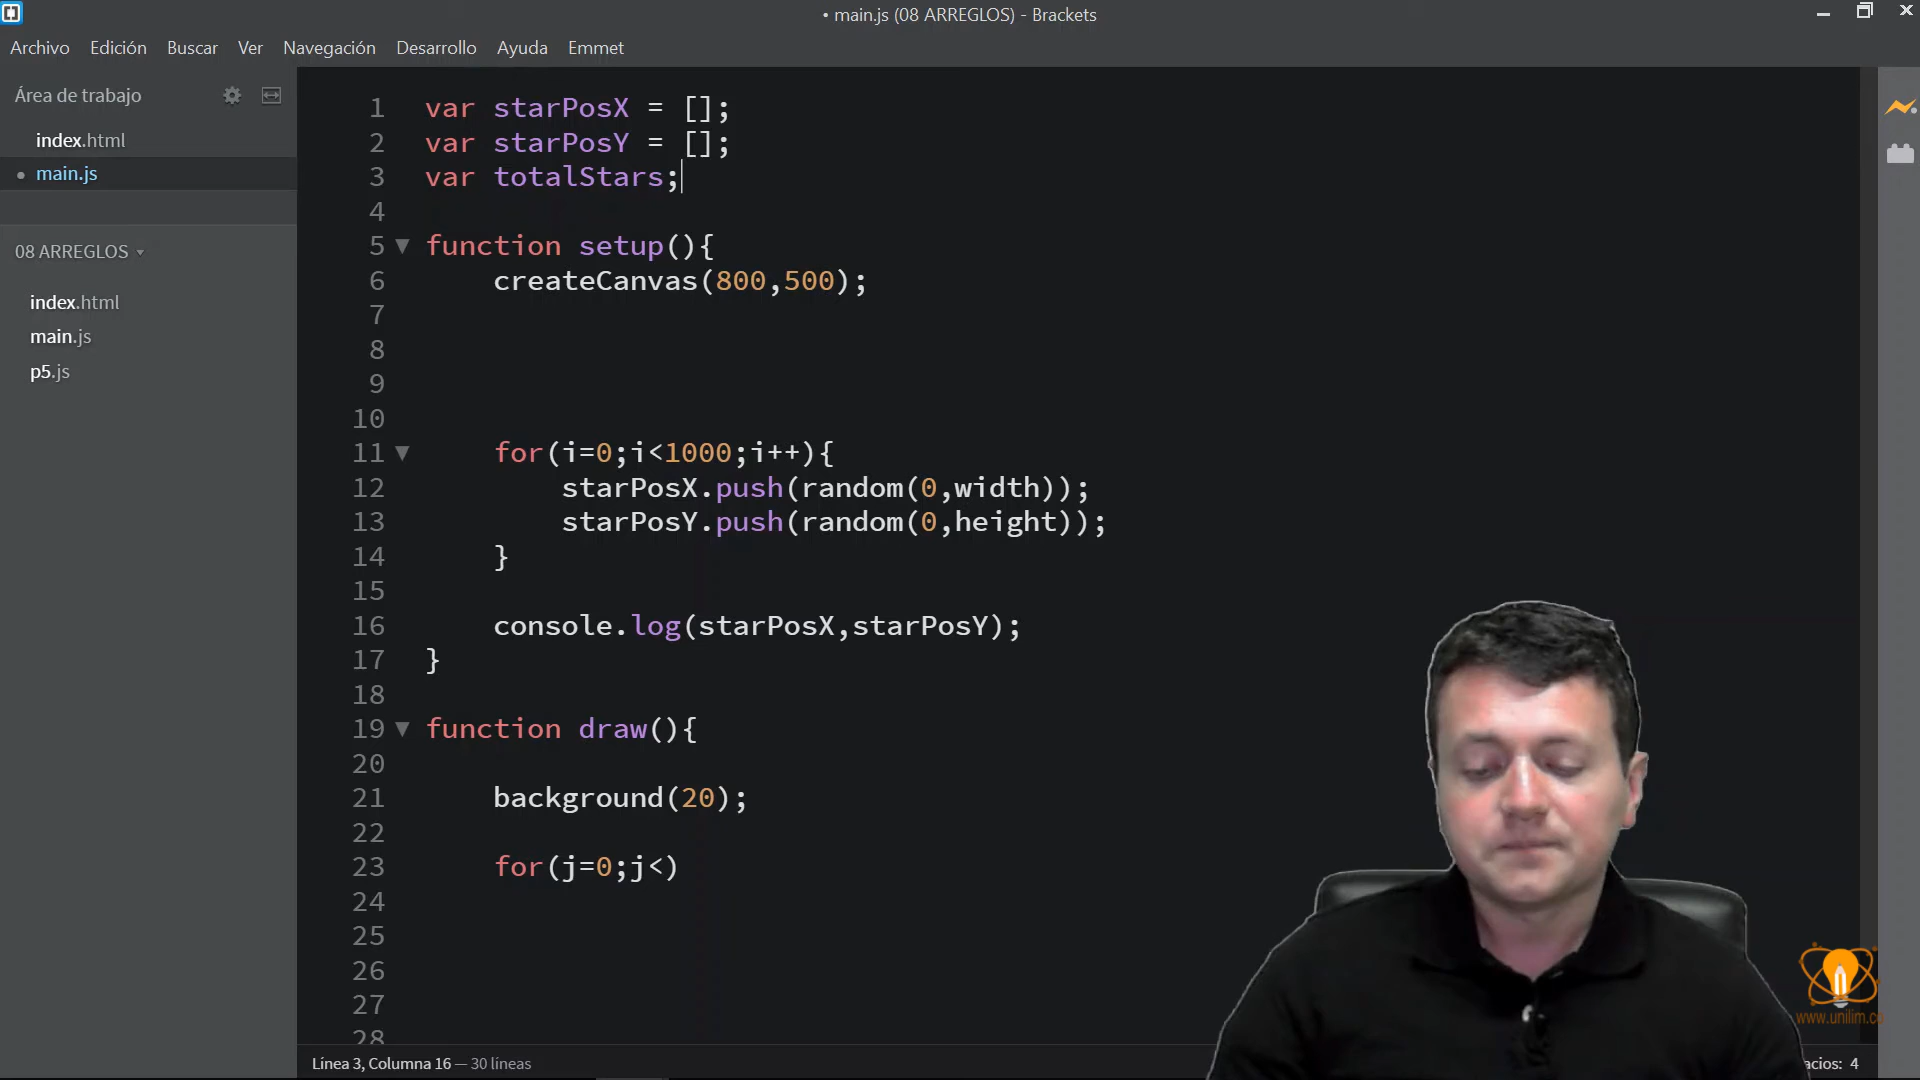 • main.js (08 ARREGLOS) - Brackets
Archivo Edición Buscar Ver Navegación Desarrollo Ayuda Emmet
Área de trabajo
index.html
• main.js
08 ARREGLOS
index.html
main.js
p5.js
1 var starPosX = [];
2 var starPosY = [];
3 var totalStars;
4
5 function setup(){
6 createCanvas(800,500);
7
8
9
10
11 for(i=0;i<1000;i++){
12 starPosX.push(random(0,width));
13 starPosY.push(random(0,height));
14 }
15
16 console.log(starPosX,starPosY);
17 }
18
19 function draw(){
20
21 background(20);
22
23 for(j=0;j<)
24
25
26
27
28
Línea 3, Columna 16 — 30 líneas
acios: 4
www.unilim.co